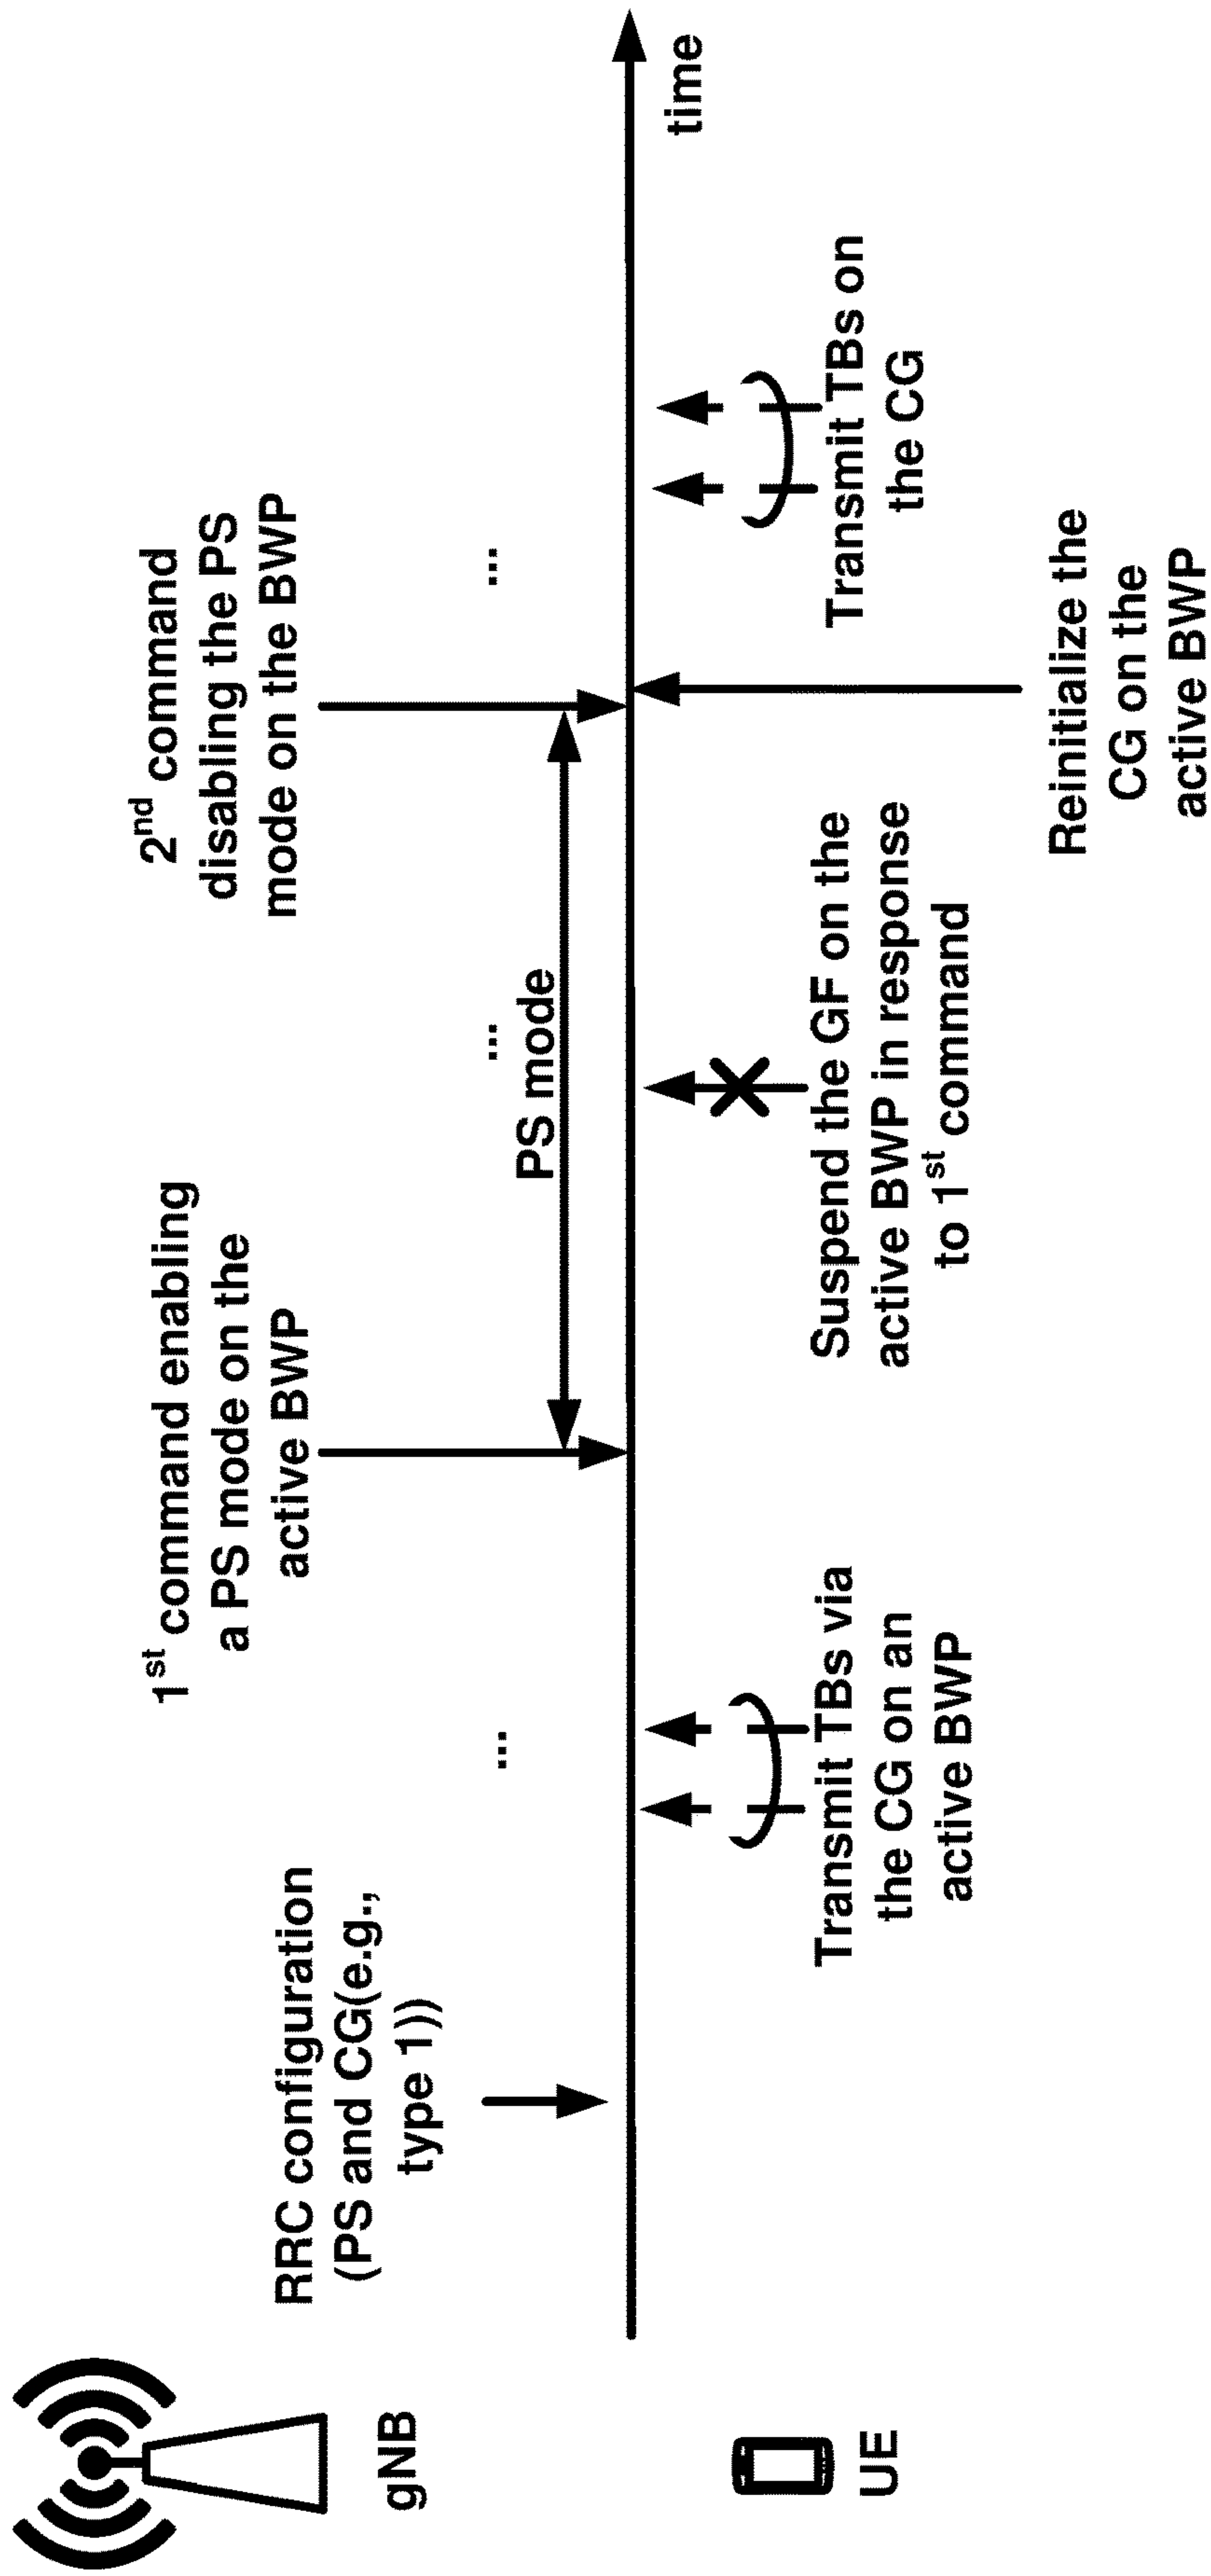 gNB
UE
RRC configuration
(PS and CG(e.g.,
type 1))
...
Transmit TBs via
the CG on an
active BWP
1st command enabling
a PS mode on the
active BWP
PS mode
...
Suspend the GF on the
active BWP in response
to 1st command
2nd command
disabling the PS
mode on the BWP
...
Reinitialize the
CG on the
active BWP
Transmit TBs on
the CG
time